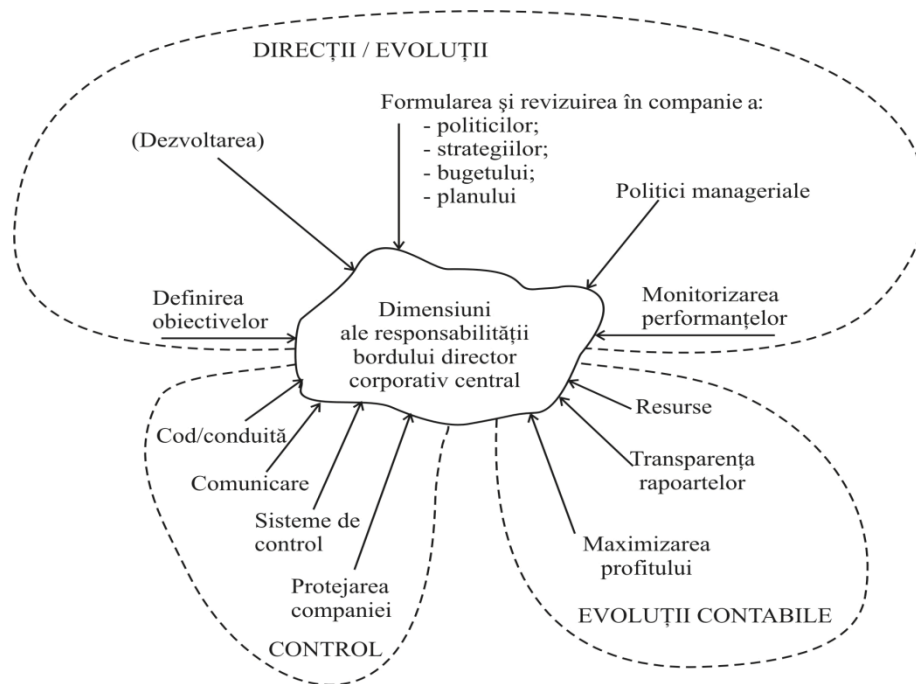 DIRECȚII / EVOLUȚII
Formularea şi revizuirea în companie a:
- politicilor;
- strategiilor;
- bugetului;
- planului
(Dezvoltarea)
Politici manageriale
Definirea
obiectivelor
Monitorizarea
performanțelor
Dimensiuni
ale responsabilității
bordului director
corporativ central
Cod/conduită
Comunicare
Sisteme de
control
Protejarea
companiei
CONTROL
Resurse
Transparența
rapoartelor
Maximizarea
profitului
EVOLUȚII CONTABILE